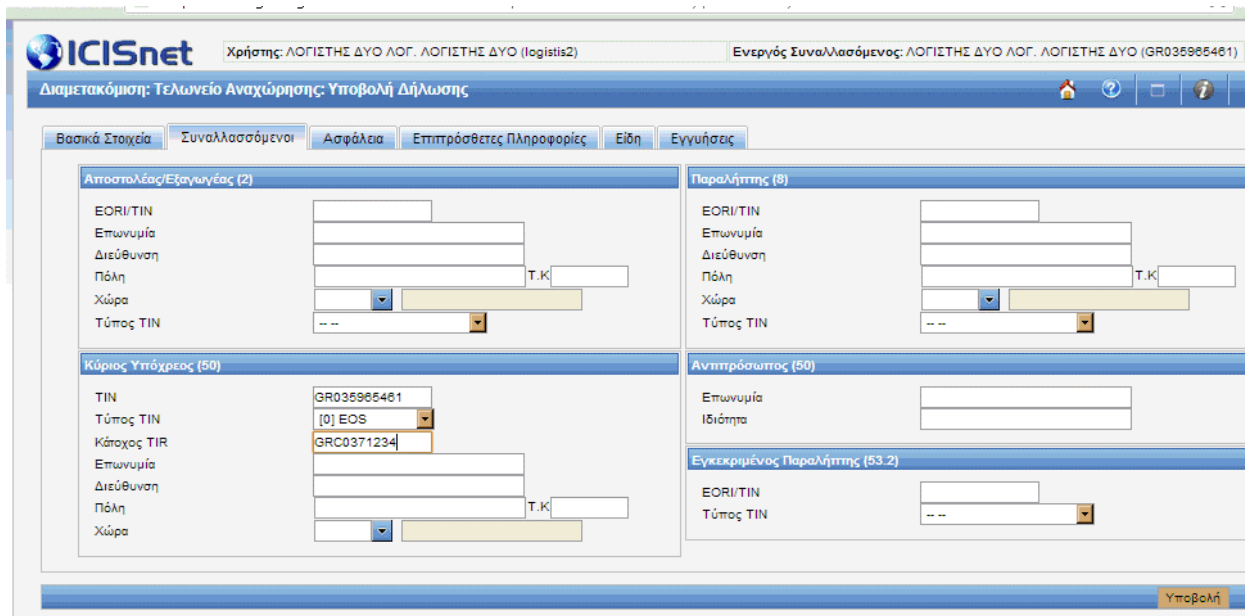 ICISnet
Χρήστης: ΛΟΓΙΣΤΗΣ ΔΥΟ ΛΟΓ. ΛΟΓΙΣΤΗΣ ΔΥΟ (logistis2)
Ενεργός Συναλλασόμενος: ΛΟΓΙΣΤΗΣ ΔΥΟ ΛΟΓ. ΛΟΓΙΣΤΗΣ ΔΥΟ (GR035965461)
Διαμετακόμιση: Τελωνείο Αναχώρησης: Υποβολή Δήλωσης
Βασικά Στοιχεία Συναλλασσόμενοι Ασφάλεια Επιπρόσθετες Πληροφορίες Είδη Εγγυήσεις
Αποστολέας/Εξαγωγέας (2)
EORI/TIN
Επωνυμία
Διεύθυνση
Πόλη Τ.Κ
Χώρα
Τύπος TIN -- --
Παραλήπτης (8)
EORI/TIN
Επωνυμία
Διεύθυνση
Πόλη Τ.Κ
Χώρα
Τύπος TIN -- --
Κύριος Υπόχρεος (50)
TIN GR035965461
Τύπος TIN [0] EOS
Κάτοχος TIR GRC0371234
Επωνυμία
Διεύθυνση
Πόλη Τ.Κ
Χώρα
Αντιπρόσωπος (50)
Επωνυμία
Ιδιότητα
Εγκεκριμένος Παραλήπτης (53.2)
EORI/TIN
Τύπος TIN -- --
Υποβολή